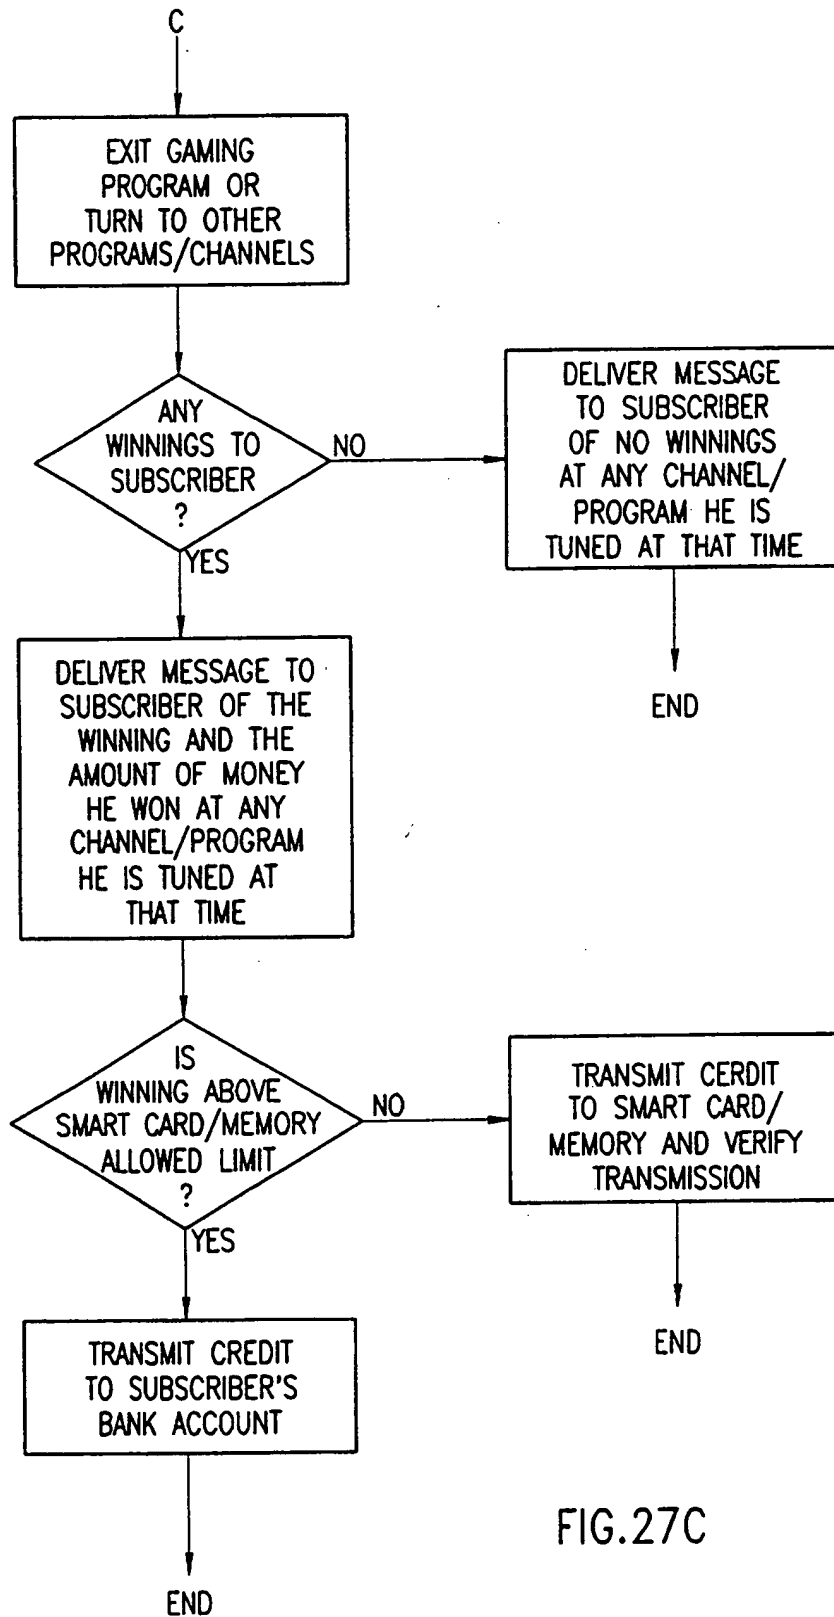 C
EXIT GAMING
PROGRAM OR
TURN TO OTHER
PROGRAMS/CHANNELS
ANY
WINNINGS TO
SUBSCRIBER
?
NO
YES
DELIVER MESSAGE
TO SUBSCRIBER
OF NO WINNINGS
AT ANY CHANNEL/
PROGRAM HE IS
TUNED AT THAT TIME
END
DELIVER MESSAGE TO
SUBSCRIBER OF THE
WINNING AND THE
AMOUNT OF MONEY
HE WON AT ANY
CHANNEL/PROGRAM
HE IS TUNED AT
THAT TIME
IS
WINNING ABOVE
SMART CARD/MEMORY
ALLOWED LIMIT
?
NO
YES
TRANSMIT CERDIT
TO SMART CARD/
MEMORY AND VERIFY
TRANSMISSION
END
TRANSMIT CREDIT
TO SUBSCRIBER'S
BANK ACCOUNT
END
FIG.27C